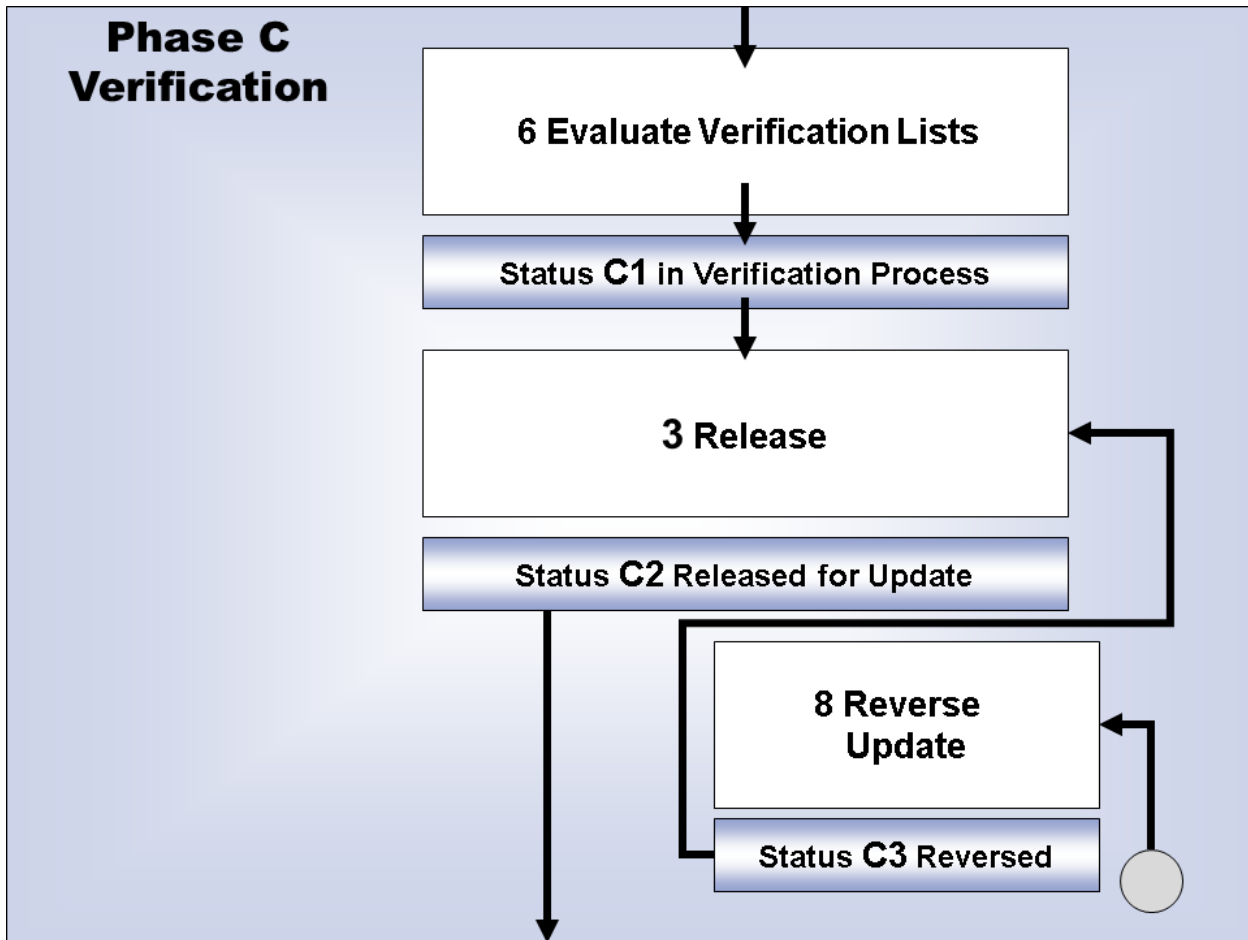 Phase C
Verification
6 Evaluate Verification Lists
Status C1 in Verification Process
3 Release
Status C2 Released for Update
8 Reverse
Update
Status C3 Reversed